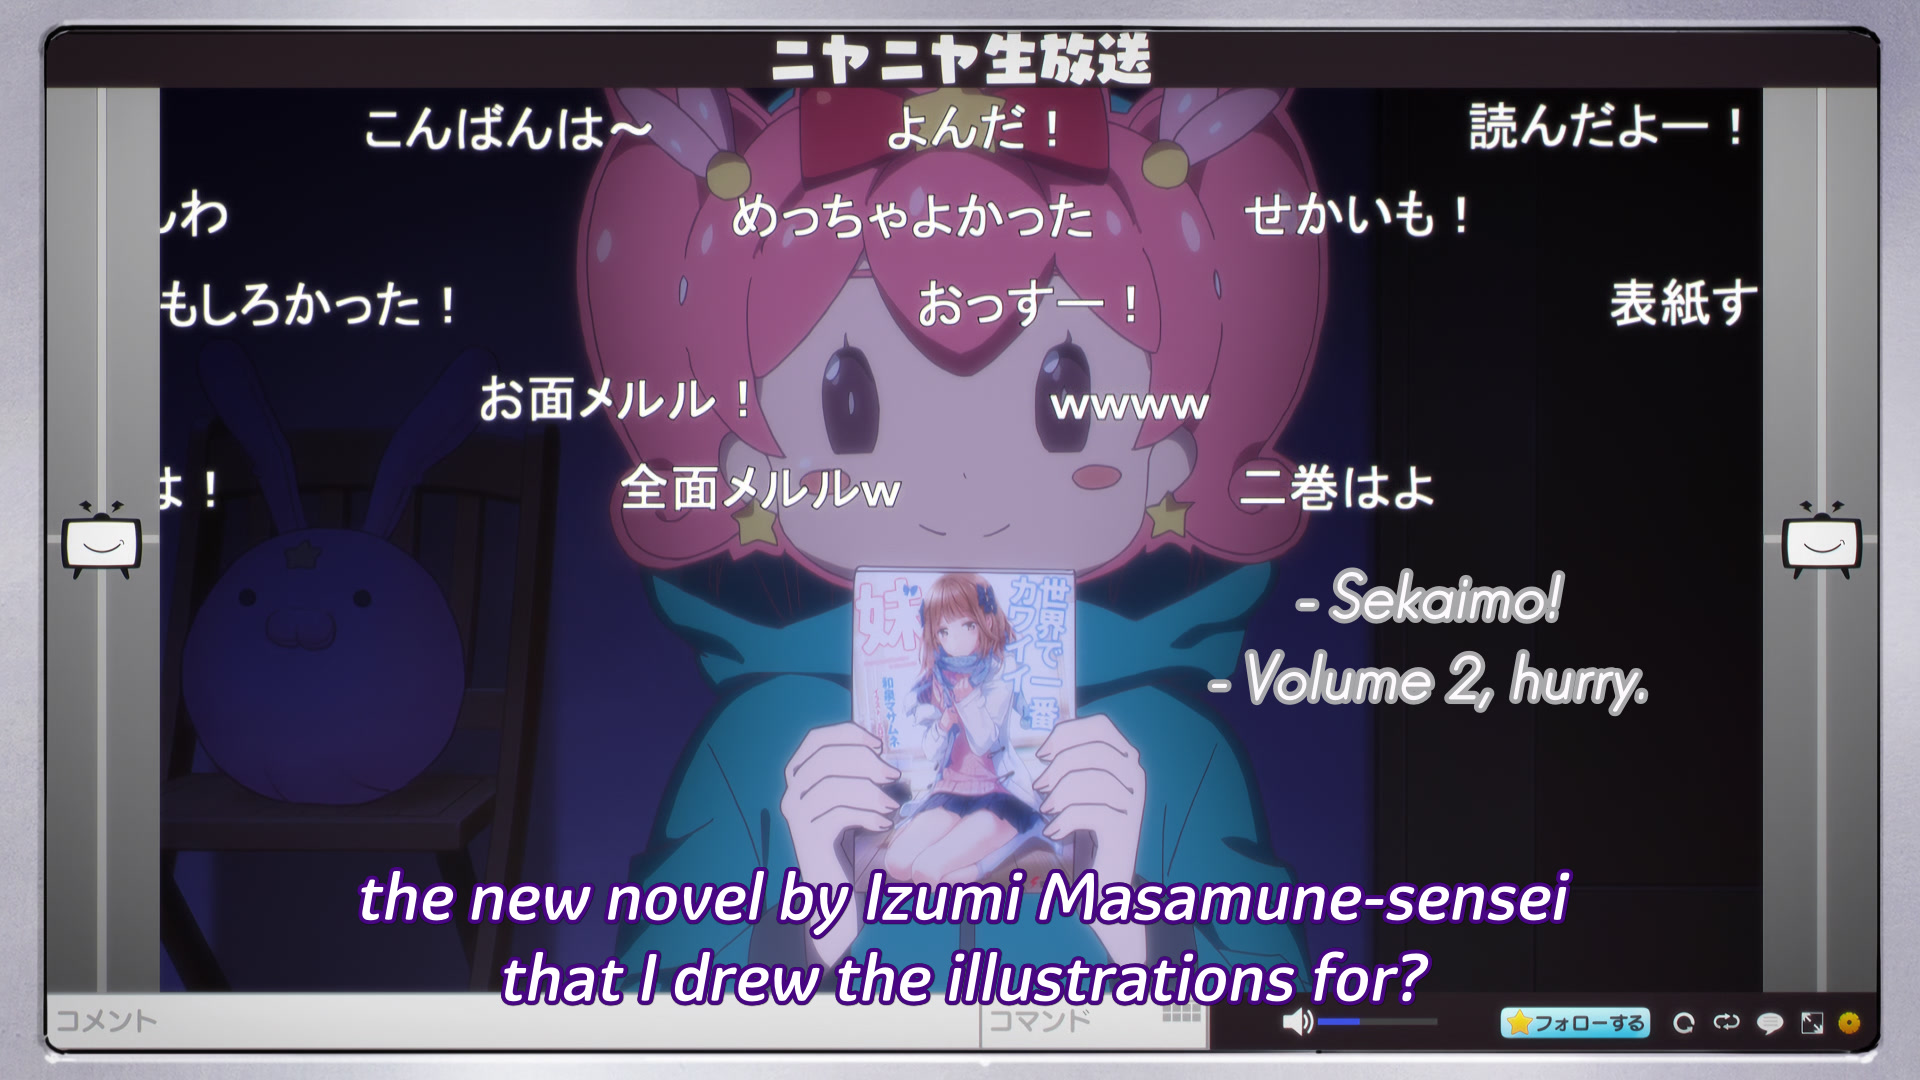 ニヤニヤ生放送
こんばんは～
よんだ！
読んだよー！
んわ
めっちゃよかった
せかいも！
もしろかった！
おっすー！
表紙す
お面メルル！
wwww
は！
全面メルルw
二巻はよ
- Sekaimo!
- Volume 2, hurry.
世界で一番
カワイイ
妹
和泉マサムネ
the new novel by Izumi Masamune-sensei
that I drew the illustrations for?
コメント
コマンド
フォローする